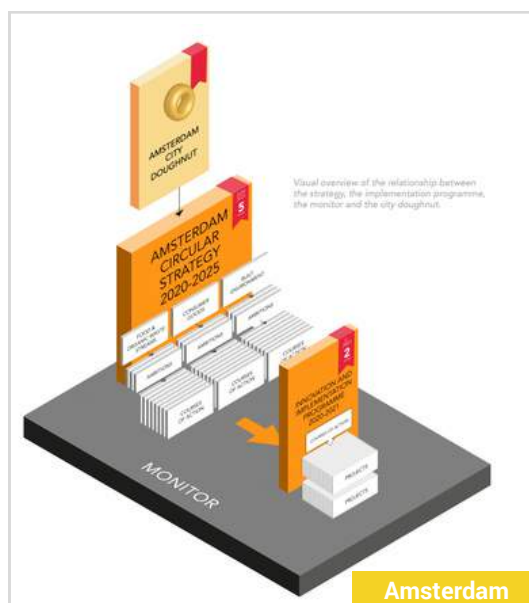 AMSTERDAM
CITY
DOUGHNUT
Visual overview of the relationship between
the strategy, the implementation programme,
the monitor and the city doughnut.
5
AMSTERDAM
CIRCULAR
STRATEGY
2020-2025
FOOD &
ORGANIC WASTE
STREAMS
CONSUMER
GOODS
BUILT
ENVIRONMENT
AMBITIONS
AMBITIONS
AMBITIONS
COURSES
OF ACTION
COURSES
OF ACTION
COURSES
OF ACTION
2
INNOVATION AND
IMPLEMENTATION
PROGRAMME
2020-2021
COURSES OF ACTION
PROJECTS
PROJECTS
MONITOR
Amsterdam